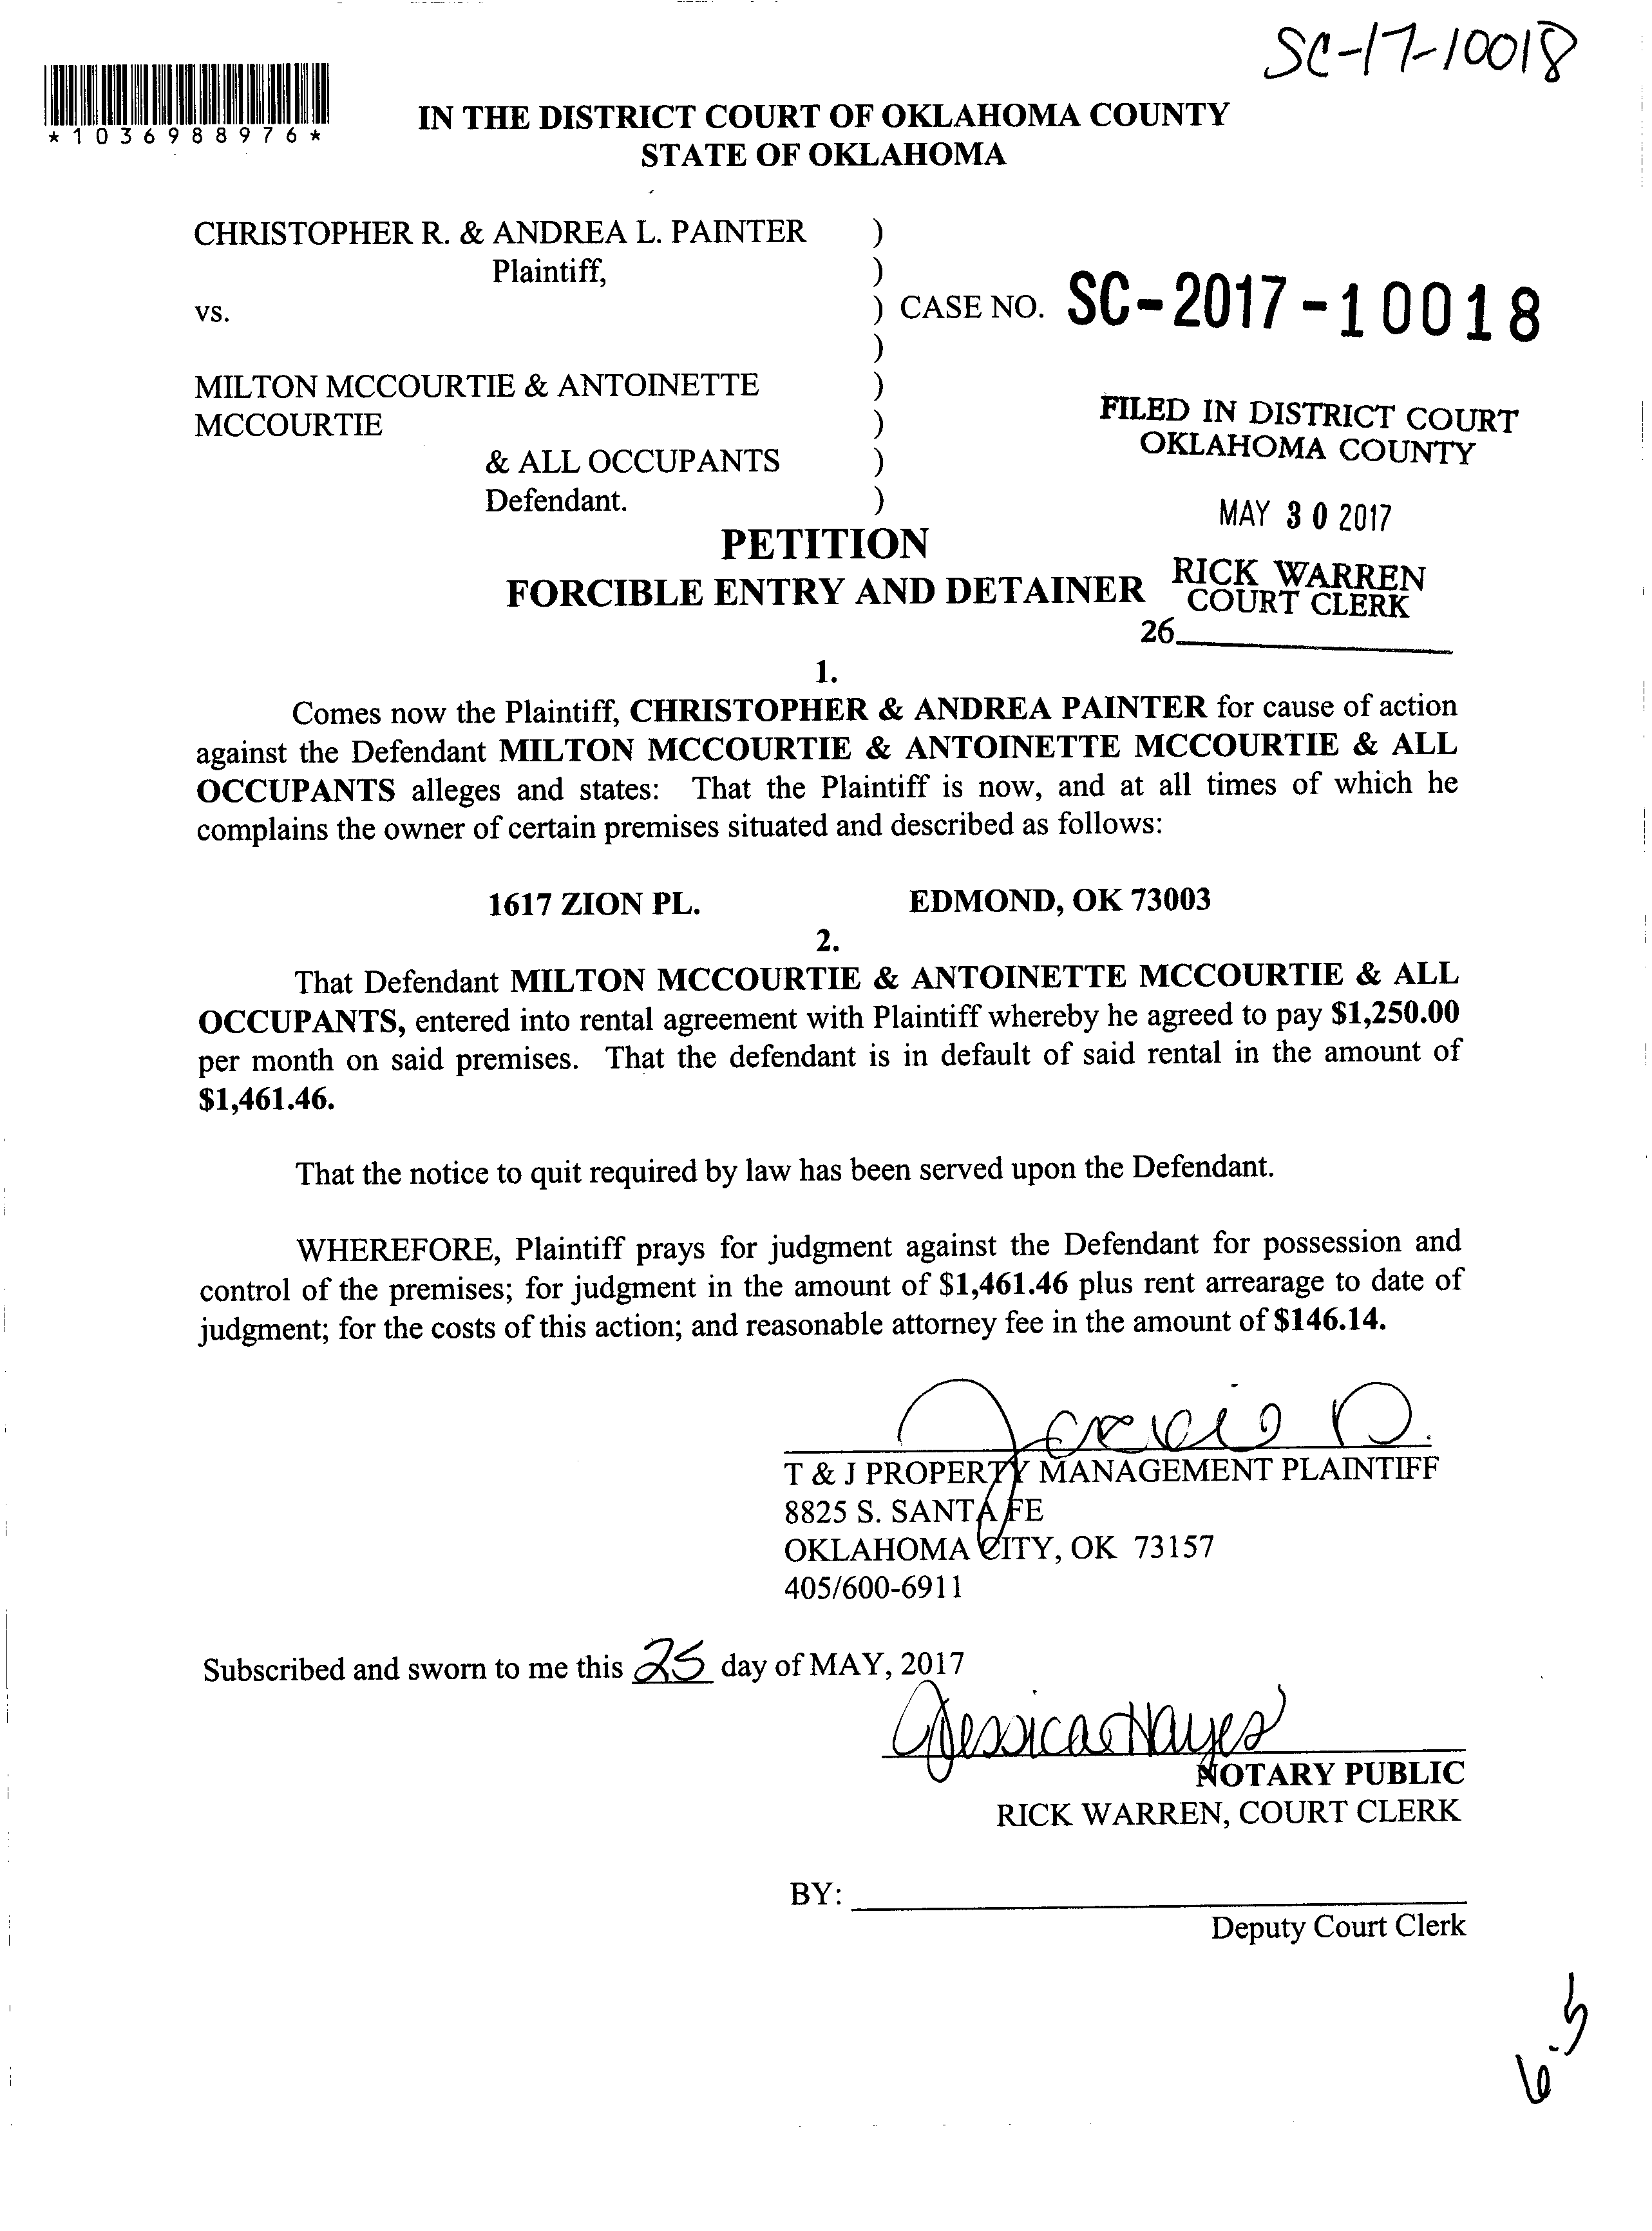 SC-17-10018
*1036988976*
IN THE DISTRICT COURT OF OKLAHOMA COUNTY
STATE OF OKLAHOMA
CHRISTOPHER R. & ANDREA L. PAINTER )
Plaintiff, )
vs. ) CASE NO. SC-2017-10018
)
MILTON MCCOURTIE & ANTOINETTE )
MCCOURTIE )
& ALL OCCUPANTS )
Defendant. )
FILED IN DISTRICT COURT
OKLAHOMA COUNTY
MAY 30 2017
RICK WARREN
COURT CLERK
26
PETITION
FORCIBLE ENTRY AND DETAINER
1.
Comes now the Plaintiff, CHRISTOPHER & ANDREA PAINTER for cause of action
against the Defendant MILTON MCCOURTIE & ANTOINETTE MCCOURTIE & ALL
OCCUPANTS alleges and states: That the Plaintiff is now, and at all times of which he
complains the owner of certain premises situated and described as follows:
1617 ZION PL. EDMOND, OK 73003
2.
That Defendant MILTON MCCOURTIE & ANTOINETTE MCCOURTIE & ALL
OCCUPANTS, entered into rental agreement with Plaintiff whereby he agreed to pay $1,250.00
per month on said premises. That the defendant is in default of said rental in the amount of
$1,461.46.
That the notice to quit required by law has been served upon the Defendant.
WHEREFORE, Plaintiff prays for judgment against the Defendant for possession and
control of the premises; for judgment in the amount of $1,461.46 plus rent arrearage to date of
judgment; for the costs of this action; and reasonable attorney fee in the amount of $146.14.
T & J PROPERTY MANAGEMENT PLAINTIFF
8825 S. SANTA FE
OKLAHOMA CITY, OK 73157
405/600-6911
Subscribed and sworn to me this 25 day of MAY, 2017
Jessica Hayes
NOTARY PUBLIC
RICK WARREN, COURT CLERK
BY:
Deputy Court Clerk